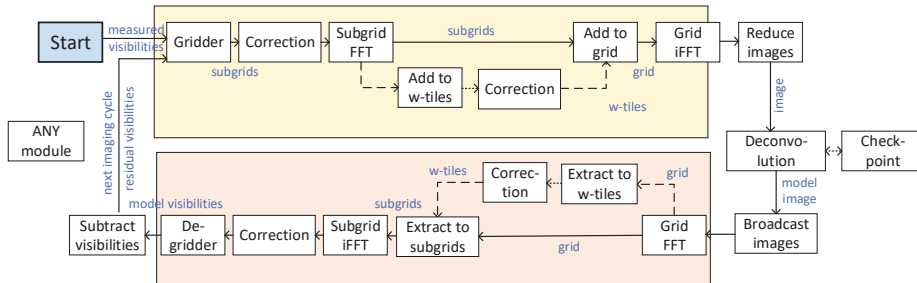 Start
measured
visibilities
Gridder
Correction
subgrids
Subgrid
FFT
subgrids
Add to
grid
grid
Grid
iFFT
Reduce
images
Add to
w-tiles
Correction
w-tiles
image
next imaging cycle
residual visibilities
ANY
module
Deconvo-
lution
Check-
point
model
image
w-tiles
Correc-
tion
Extract to
w-tiles
grid
model visibilities
subgrids
Subtract
visibilities
De-
gridder
Correction
Subgrid
iFFT
Extract to
subgrids
grid
Grid
FFT
Broadcast
images